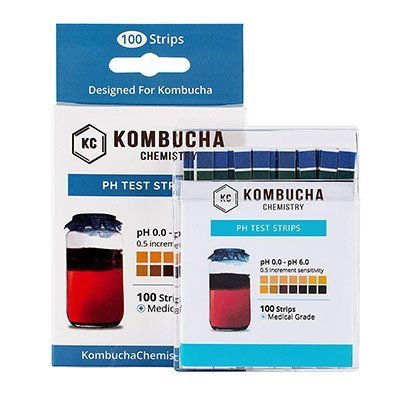 100 Strips
Designed For Kombucha
KC
KOMBUCHA
CHEMISTRY
PH TEST STRI
pH 0.0 - p
0.5 increment
100 Strips
Medical
KombuchaChemis
KC
KOMBUCHA
CHEMISTRY
PH TEST STRIPS
pH 0.0 - pH 6.0
0.5 increment sensitivity
100 Strips
Medical Grade